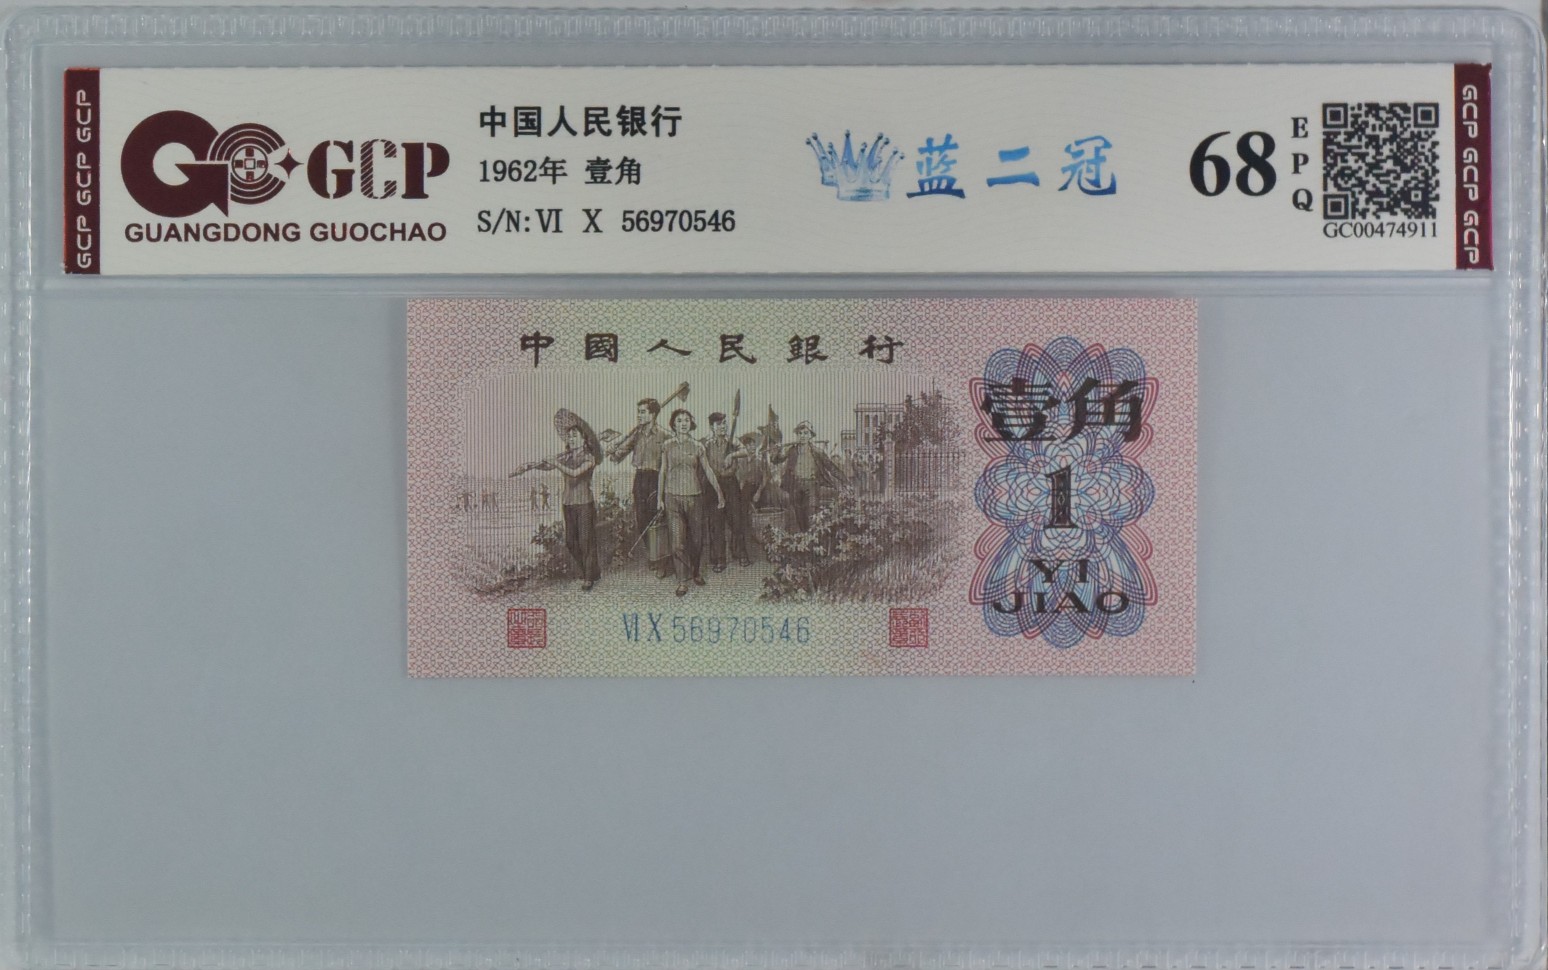 GCP GCP GCP
GCP
GUANGDONG GUOCHAO
中国人民银行
1962年 壹角
S/N: VI X 56970546
蓝二冠
68
EPQ
GC00474911
GCP GCP GCP
中國人民銀行
壹角
1
YI
JIAO
VI X 56970546